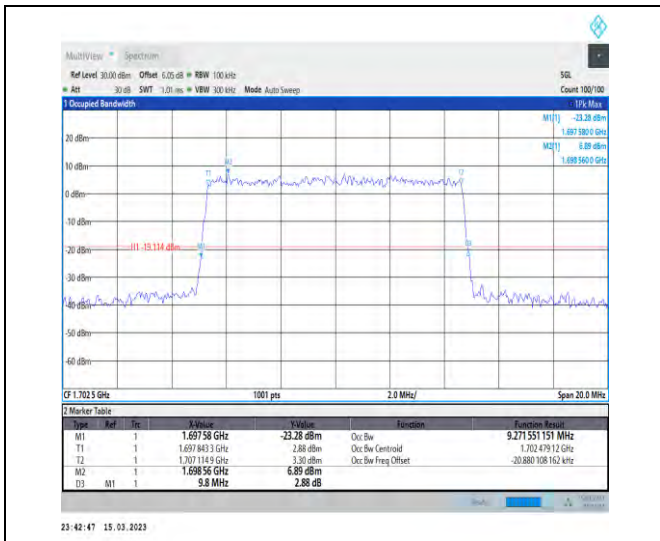 MultiView Spectrum
Ref Level 30.00 dBm Offset 6.05 dB RBW 100 kHz SGL
Att 30 dB SWT 1.01 ms VBW 300 kHz Mode Auto Sweep Count 100/100
1 Occupied Bandwidth 1Pk Max
M1[1] -23.28 dBm
1.697 580 0 GHz
M2[1] 6.89 dBm
1.698 560 0 GHz
20 dBm
10 dBm
M2
T1
T2
0 dBm
-10 dBm
-20 dBm
H1 -19.114 dBm
M1
D3
-30 dBm
-40 dBm
-50 dBm
-60 dBm
CF 1.702 5 GHz 1001 pts 2.0 MHz/ Span 20.0 MHz
2 Marker Table
Type Ref Trc X-Value Y-Value Function Function Result
M1 1 1.697 58 GHz -23.28 dBm Occ Bw 9.271 551 151 MHz
T1 1 1.697 843 3 GHz 2.88 dBm Occ Bw Centroid 1.702 479 12 GHz
T2 1 1.707 114 9 GHz 3.30 dBm Occ Bw Freq Offset -20.880 108 162 kHz
M2 1 1.698 56 GHz 6.89 dBm
D3 M1 1 9.8 MHz 2.88 dB
23:42:47 15.03.2023